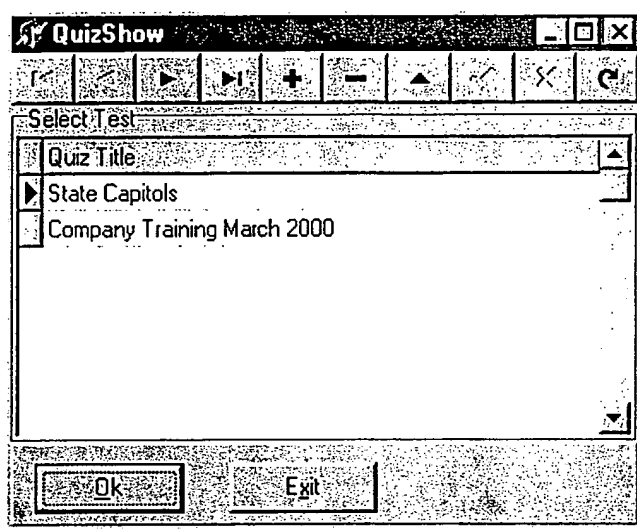 QuizShow
Select Test
Quiz Title
State Capitols
Company Training March 2000
Ok
Exit